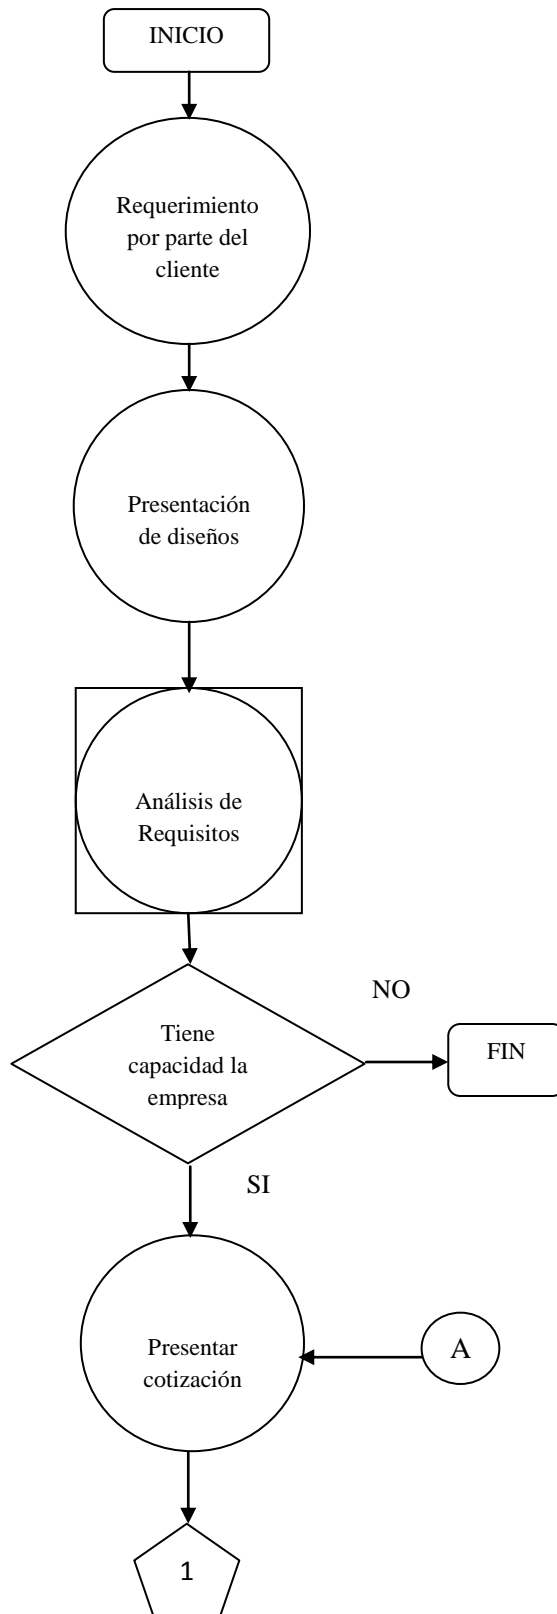 INICIO
Requerimiento
por parte del
cliente
Presentación
de diseños
Análisis de
Requisitos
NO
Tiene
capacidad la
empresa
FIN
SI
Presentar
cotización
A
1